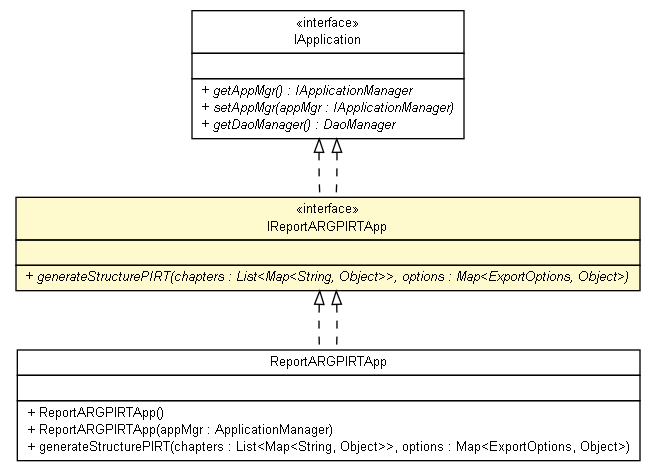 «interface»
IApplication
+ getAppMgr() : IApplicationManager
+ setAppMgr(appMgr : IApplicationManager)
+ getDaoManager() : DaoManager
«interface»
IReportARGPIRTApp
+ generateStructurePIRT(chapters : List<Map<String, Object>>, options : Map<ExportOptions, Object>)
ReportARGPIRTApp
+ ReportARGPIRTApp()
+ ReportARGPIRTApp(appMgr : ApplicationManager)
+ generateStructurePIRT(chapters : List<Map<String, Object>>, options : Map<ExportOptions, Object>)